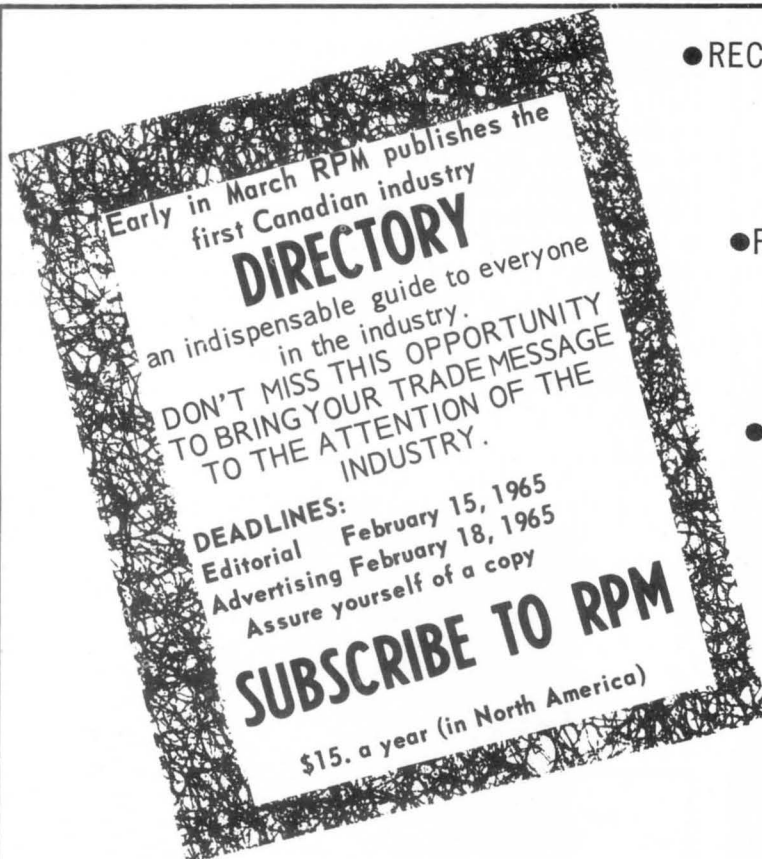 Early in March RPM publishes the
first Canadian industry
DIRECTORY
an indispensable guide to everyone
in the industry.
DON'T MISS THIS OPPORTUNITY
TO BRING YOUR TRADE MESSAGE
TO THE ATTENTION OF THE
INDUSTRY.
DEADLINES:
Editorial February 15, 1965
Advertising February 18, 1965
Assure yourself of a copy
SUBSCRIBE TO RPM
$15. a year (in North America)
●REC